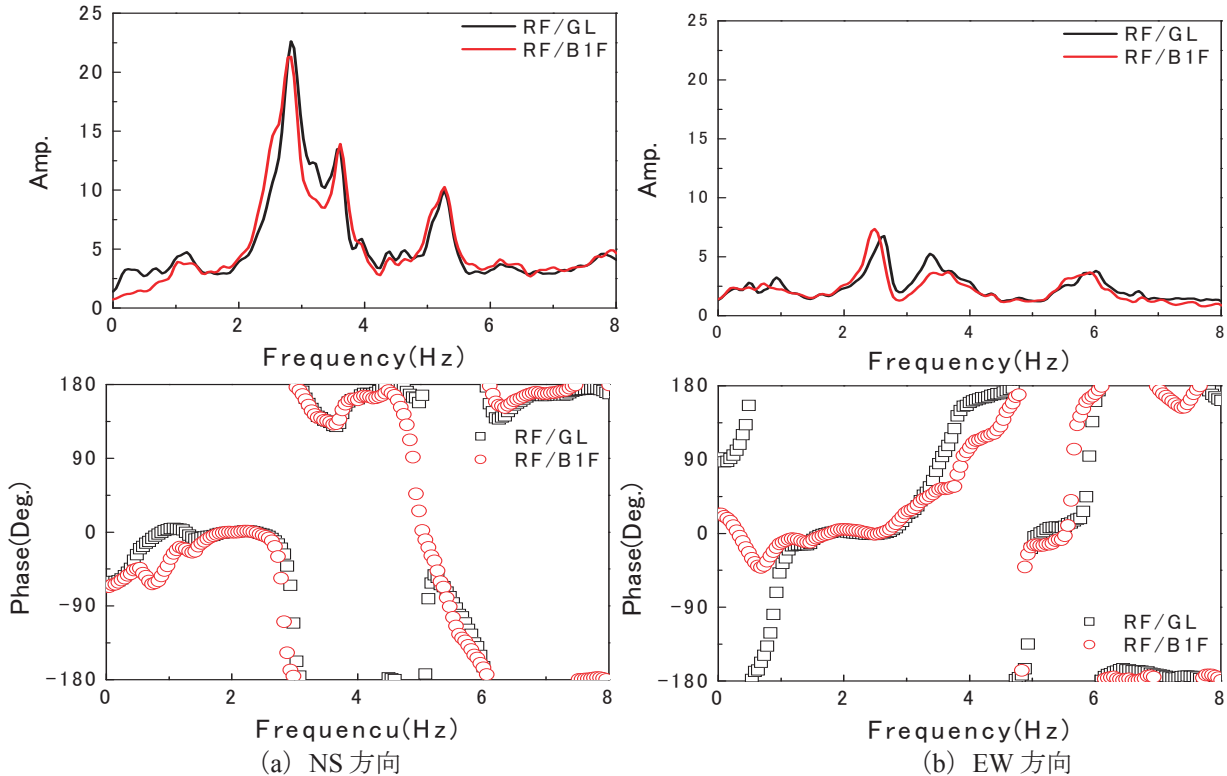 25
20
15
10
5
0
Amp.
RF/GL
RF/B1F
0 2 4 6 8
Frequency(Hz)
25
20
15
10
5
0
Amp.
RF/GL
RF/B1F
0 2 4 6 8
Frequency(Hz)
180
90
0
-90
-180
Phase(Deg.)
RF/GL
RF/B1F
0 2 4 6 8
Frequencu(Hz)
(a) NS 方向
180
90
0
-90
-180
Phase(Deg.)
RF/GL
RF/B1F
0 2 4 6 8
Frequency(Hz)
(b) EW 方向